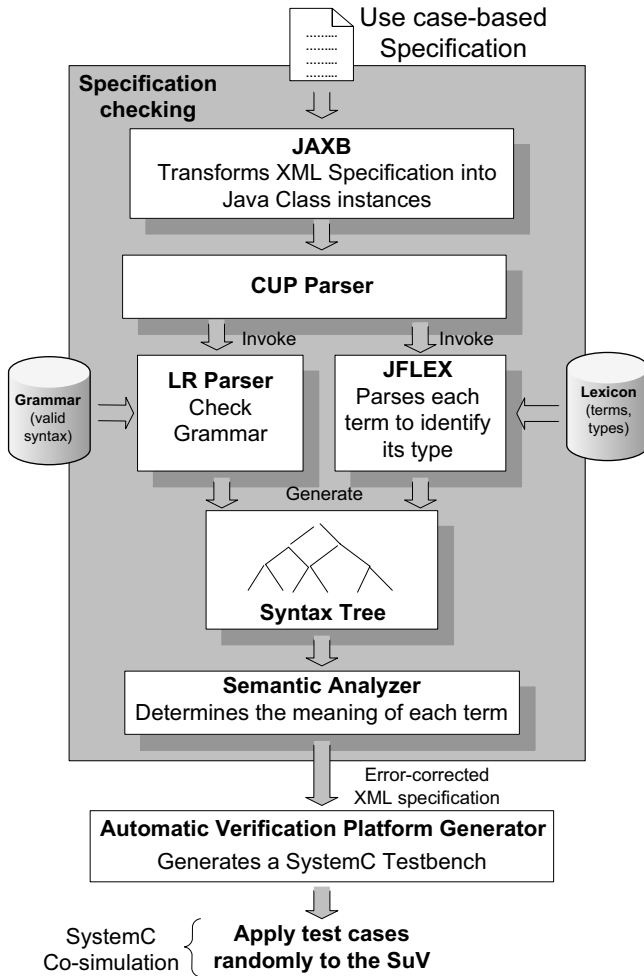 Use case-based
Specification
Specification
checking
JAXB
Transforms XML Specification into
Java Class instances
CUP Parser
Invoke
Invoke
Grammar
(valid
syntax)
LR Parser
Check
Grammar
JFLEX
Parses each
term to identify
its type
Lexicon
(terms,
types)
Generate
Syntax Tree
Semantic Analyzer
Determines the meaning of each term
Error-corrected
XML specification
Automatic Verification Platform Generator
Generates a SystemC Testbench
SystemC
Co-simulation
Apply test cases
randomly to the SuV